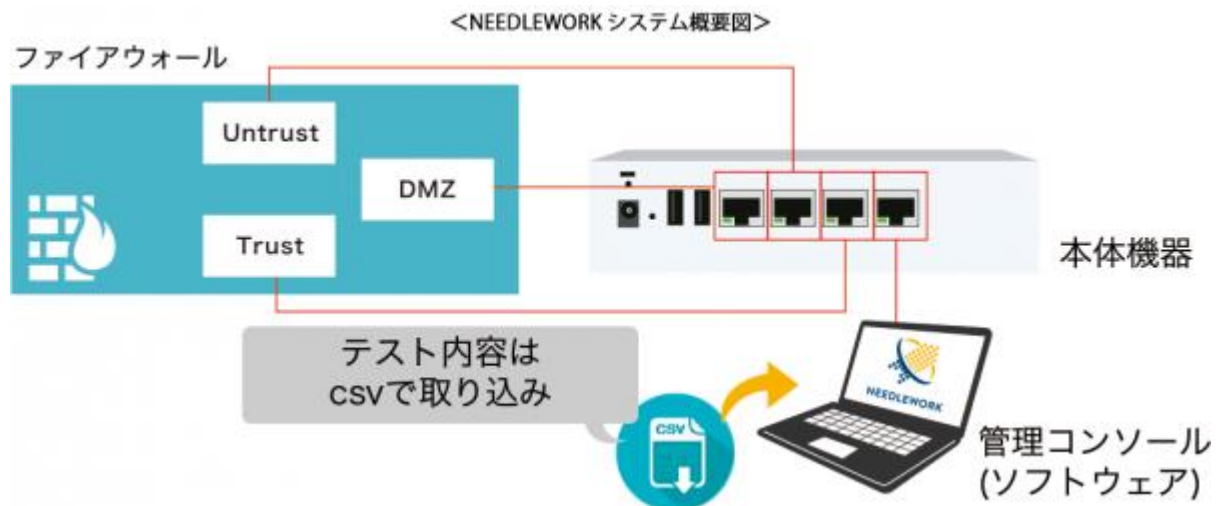 ＜NEEDLEWORK システム概要図＞
ファイアウォール
Untrust
DMZ
Trust
本体機器
テスト内容は
csvで取り込み
CSV
NEEDLEWORK
管理コンソール
(ソフトウェア)